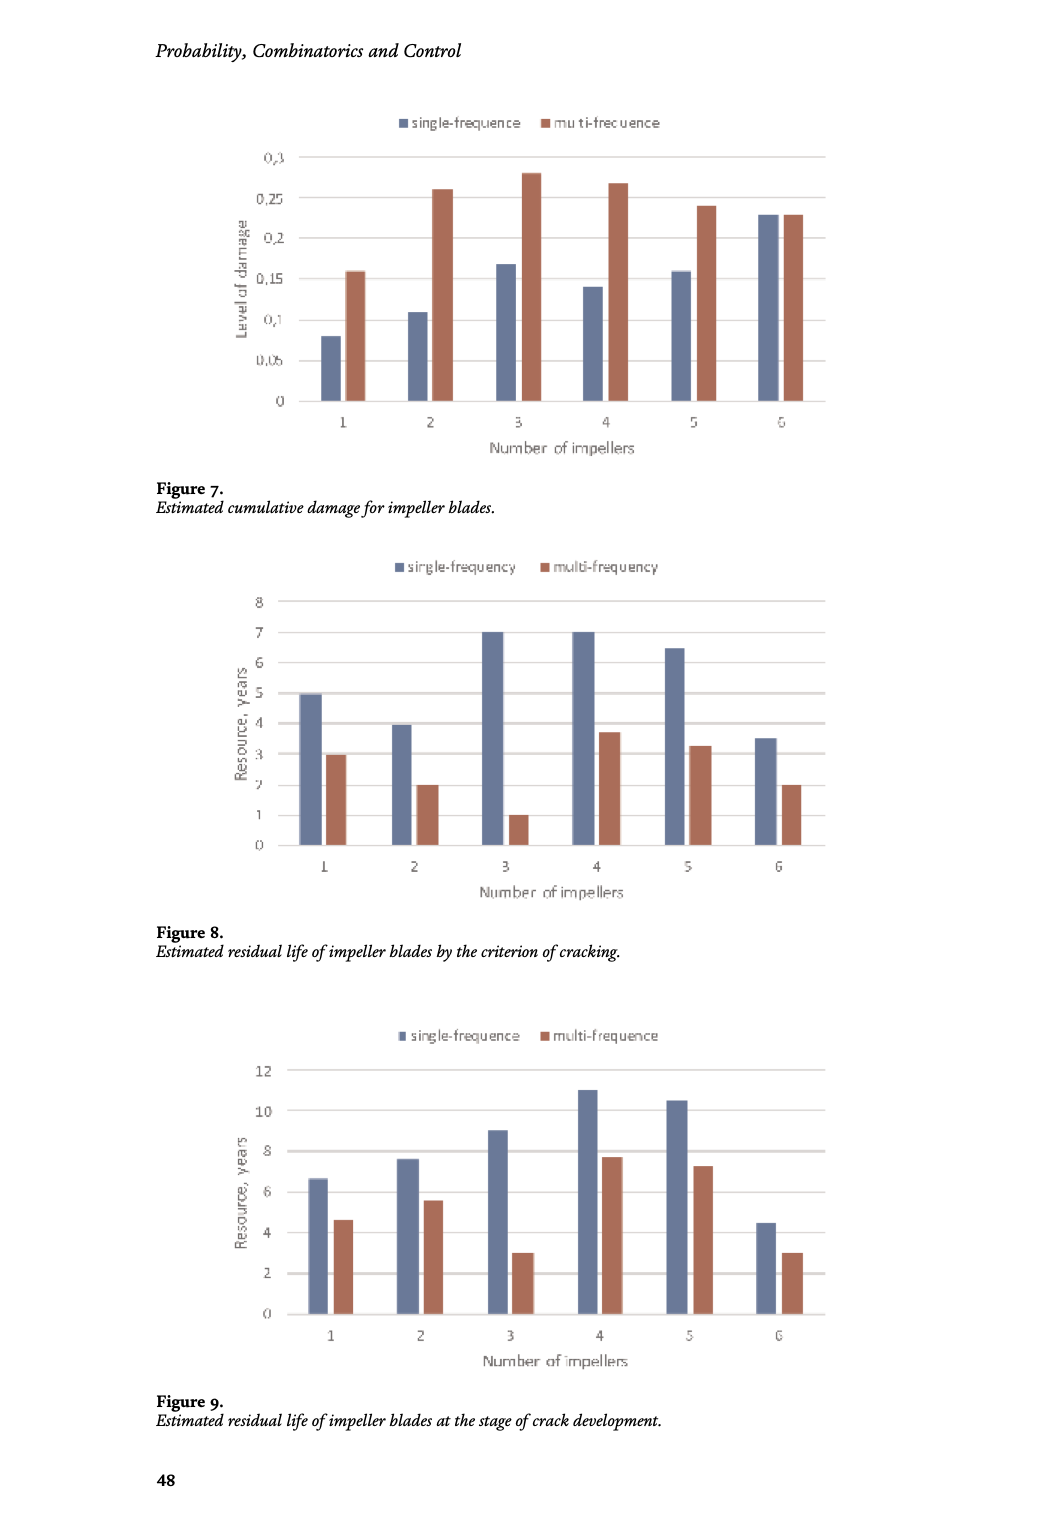 Probability, Combinatorics and Control
single-frequence multi-frequence
0,3
0,25
0,2
0,15
0,1
0,05
0
Level of damage
1 2 3 4 5 6
Number of impellers
Figure 7.
Estimated cumulative damage for impeller blades.
single-frequency multi-frequency
8
7
6
5
4
3
2
1
0
Resource, years
1 2 3 4 5 6
Number of impellers
Figure 8.
Estimated residual life of impeller blades by the criterion of cracking.
single-frequence multi-frequence
12
10
8
6
4
2
0
Resource, years
1 2 3 4 5 6
Number of impellers
Figure 9.
Estimated residual life of impeller blades at the stage of crack development.
48